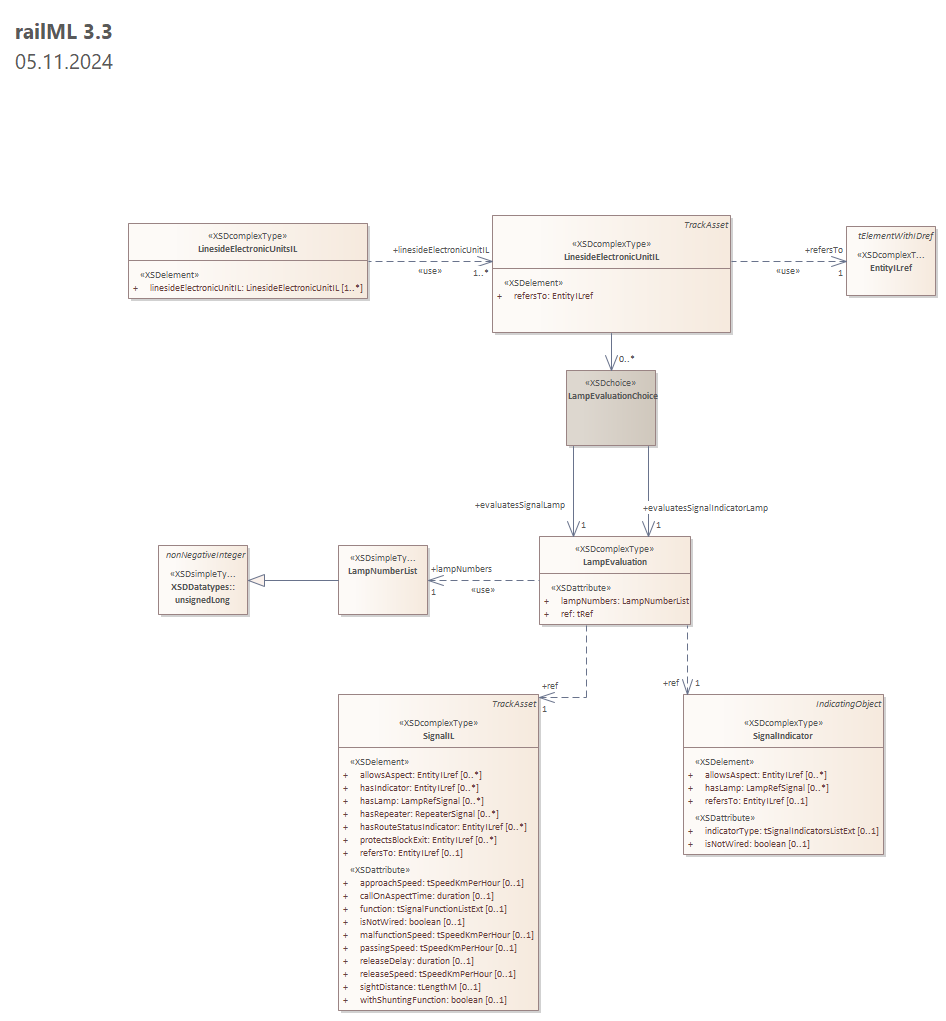 railML 3.3
05.11.2024
«XSDcomplexType»
LinesideElectronicUnitsIL
«XSDelement»
+ linesideElectronicUnitIL: LinesideElectronicUnitIL [1..*]
+linesideElectronicUnitIL
«use»
1..*
TrackAsset
«XSDcomplexType»
LinesideElectronicUnitIL
«XSDelement»
+ refersTo: EntityILref
+refersTo
«use»
1
tElementWithIDref
«XSDcomplexT...
EntityILref
0..*
«XSDchoice»
LampEvaluationChoice
+evaluatesSignalLamp
1
+evaluatesSignalIndicatorLamp
1
nonNegativeInteger
«XSDsimpleTy...
XSDDatatypes::
unsignedLong
«XSDsimpleTy...
LampNumberList
+lampNumbers
1
«use»
«XSDcomplexType»
LampEvaluation
«XSDattribute»
+ lampNumbers: LampNumberList
+ ref: tRef
+ref
1
+ref
1
TrackAsset
«XSDcomplexType»
SignalIL
«XSDelement»
+ allowsAspect: EntityILref [0..*]
+ hasIndicator: EntityILref [0..*]
+ hasLamp: LampRefSignal [0..*]
+ hasRepeater: RepeaterSignal [0..*]
+ hasRouteStatusIndicator: EntityILref [0..*]
+ protectsBlockExit: EntityILref [0..*]
+ refersTo: EntityILref [0..1]
«XSDattribute»
+ approachSpeed: tSpeedKmPerHour [0..1]
+ callOnAspectTime: duration [0..1]
+ function: tSignalFunctionListExt [0..1]
+ isNotWired: boolean [0..1]
+ malfunctionSpeed: tSpeedKmPerHour [0..1]
+ passingSpeed: tSpeedKmPerHour [0..1]
+ releaseDelay: duration [0..1]
+ releaseSpeed: tSpeedKmPerHour [0..1]
+ sightDistance: tLengthM [0..1]
+ withShuntingFunction: boolean [0..1]
IndicatingObject
«XSDcomplexType»
SignalIndicator
«XSDelement»
+ allowsAspect: EntityILref [0..*]
+ hasLamp: LampRefSignal [0..*]
+ refersTo: EntityILref [0..1]
«XSDattribute»
+ indicatorType: tSignalIndicatorsListExt [0..1]
+ isNotWired: boolean [0..1]